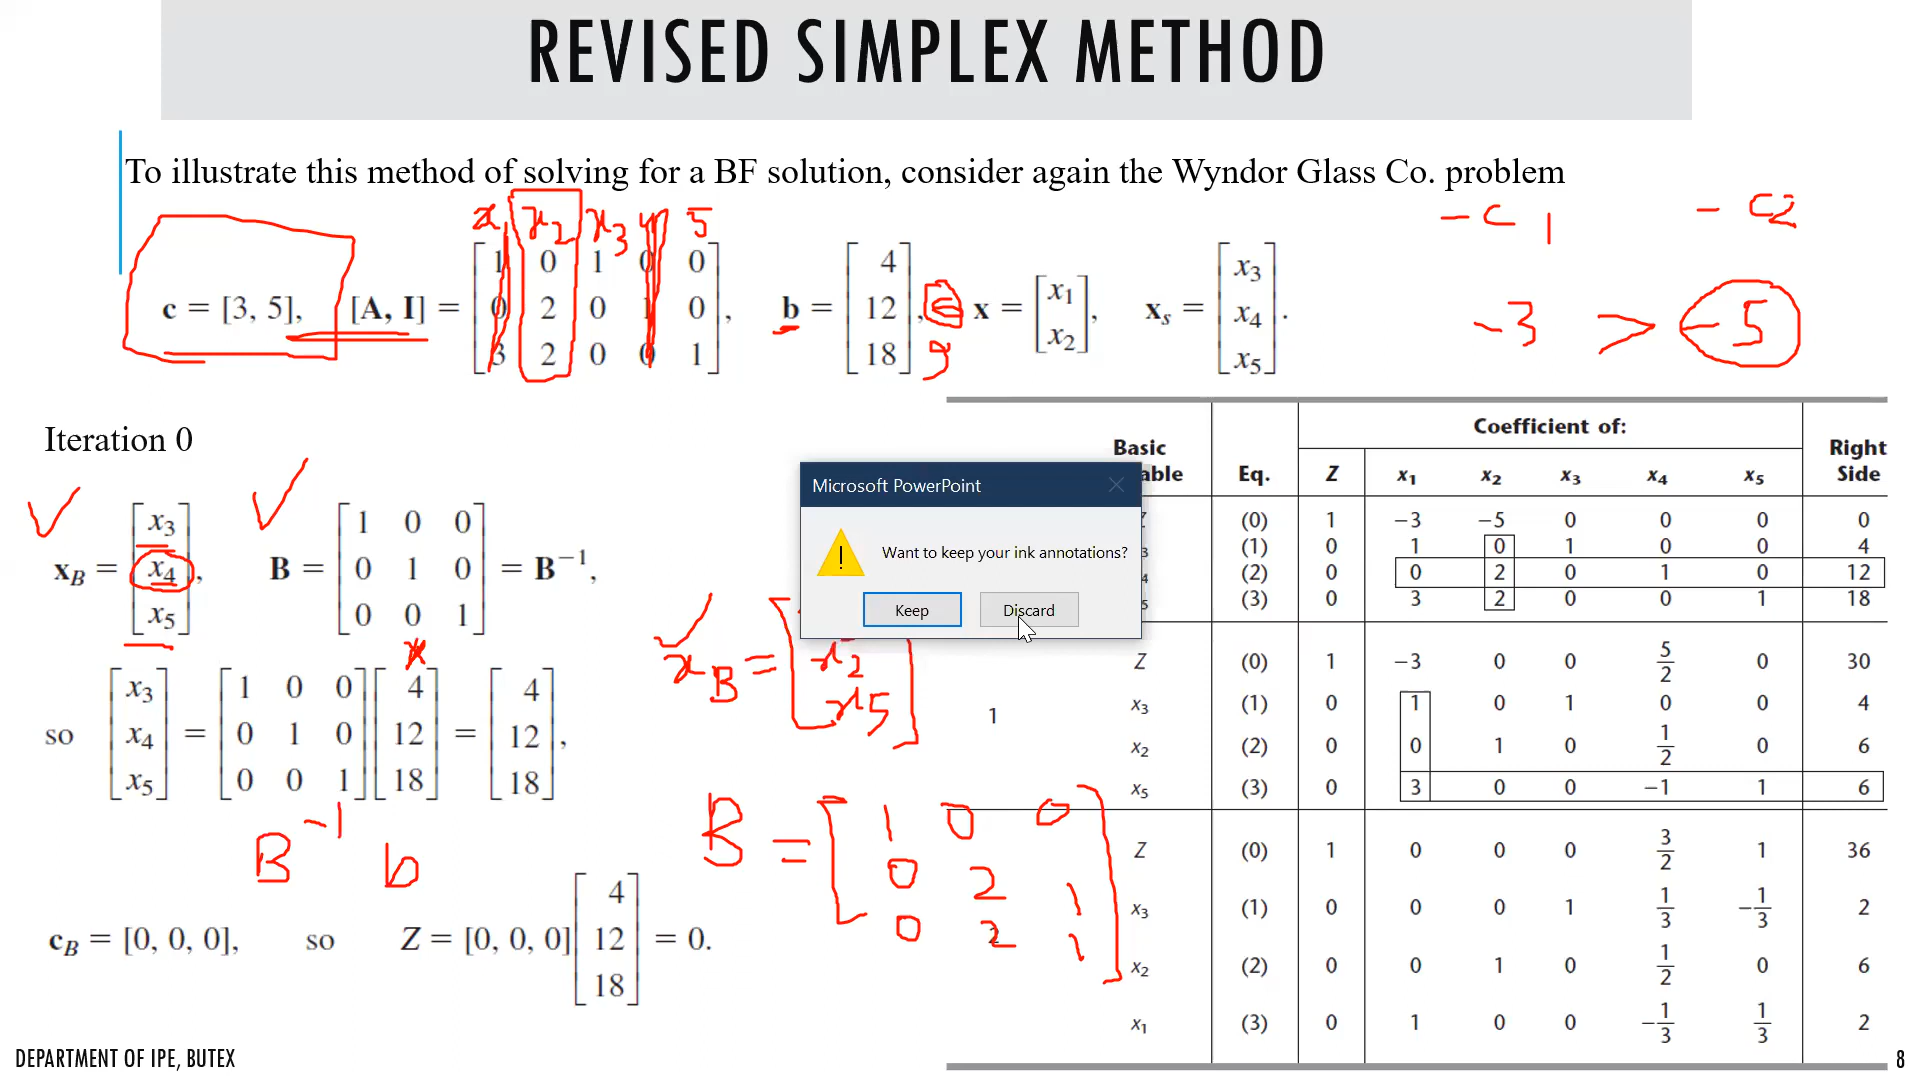 REVISED SIMPLEX METHOD
To illustrate this method of solving for a BF solution, consider again the Wyndor Glass Co. problem
x1 x2 x3 4 5
-C1 -C2
c = [3, 5], [A, I] = [1 0 1 0 0
0 2 0 1 0
3 2 0 0 1], b = [4
12
18], x = [x1
x2], xs = [x3
x4
x5].
6
9
-3 > -5
Iteration 0
xB = [x3
x4
x5], B = [1 0 0
0 1 0
0 0 1] = B−1,
so [x3
x4
x5] = [1 0 0
0 1 0
0 0 1] [4
12
18] = [4
12
18],
B-1 b
cB = [0, 0, 0], so Z = [0, 0, 0] [4
12
18] = 0.
xB = [
x2
x5]
B = [1 0 0
0 2 1
0 2 1]
Microsoft PowerPoint
Want to keep your ink annotations?
Keep Discard
Coefficient of:
Basic Right
able Eq. Z x1 x2 x3 x4 x5 Side
(0) 1 −3 −5 0 0 0 0
3 (1) 0 1 0 1 0 0 4
4 (2) 0 0 2 0 1 0 12
5 (3) 0 3 2 0 0 1 18
Z (0) 1 −3 0 0 5/2 0 30
x3 (1) 0 1 0 1 0 0 4
1
x2 (2) 0 0 1 0 1/2 0 6
x5 (3) 0 3 0 0 −1 1 6
Z (0) 1 0 0 0 3/2 1 36
x3 (1) 0 0 0 1 1/3 −1/3 2
2
x2 (2) 0 0 1 0 1/2 0 6
x1 (3) 0 1 0 0 −1/3 1/3 2
DEPARTMENT OF IPE, BUTEX
8